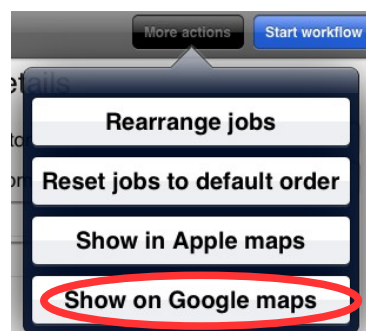 More actions
Start workflow
etails
Rearrange jobs
Reset jobs to default order
Show in Apple maps
Show on Google maps